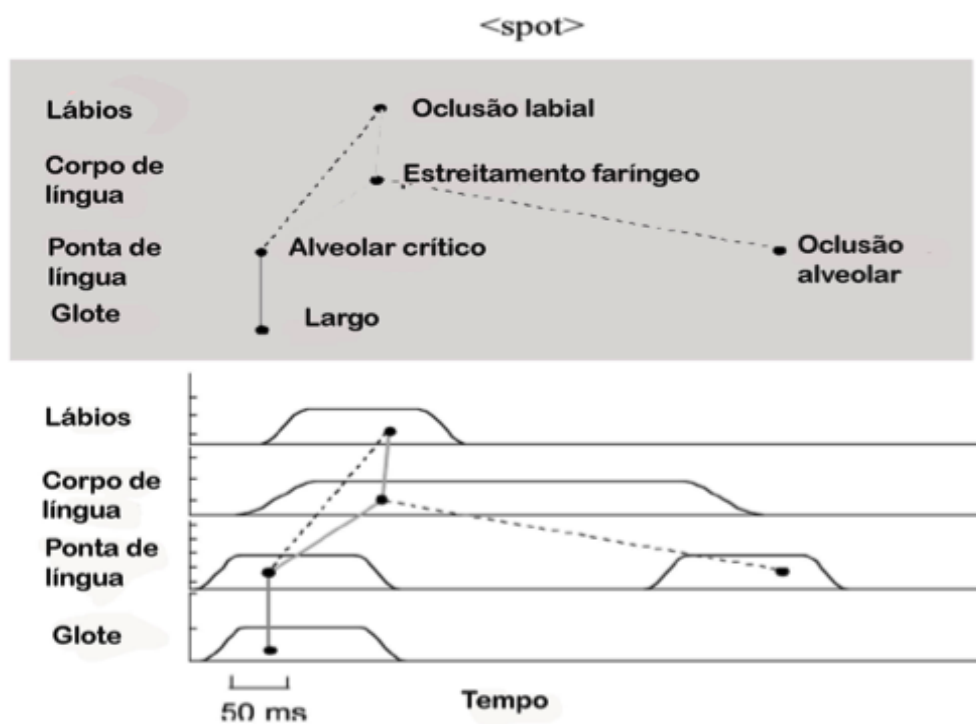 <spot>
Lábios
Oclusão labial
Corpo de
língua
Estreitamento faríngeo
Ponta de
língua
Alveolar crítico
Oclusão
alveolar
Glote
Largo
Lábios
Corpo de
língua
Ponta de
língua
Glote
50 ms
Tempo